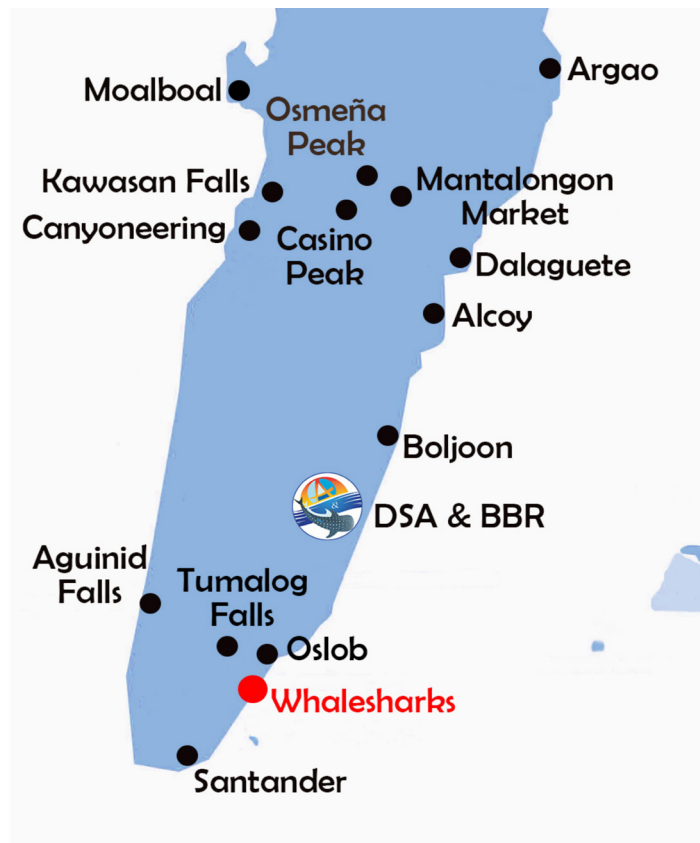 Argao
Moalboal
Osmeña
Peak
Kawasan Falls
Mantalongon
Market
Canyoneering
Casino
Peak
Dalaguete
Alcoy
Boljoon
A
&
DSA & BBR
Aguinid
Falls
Tumalog
Falls
Oslob
Whalesharks
Santander